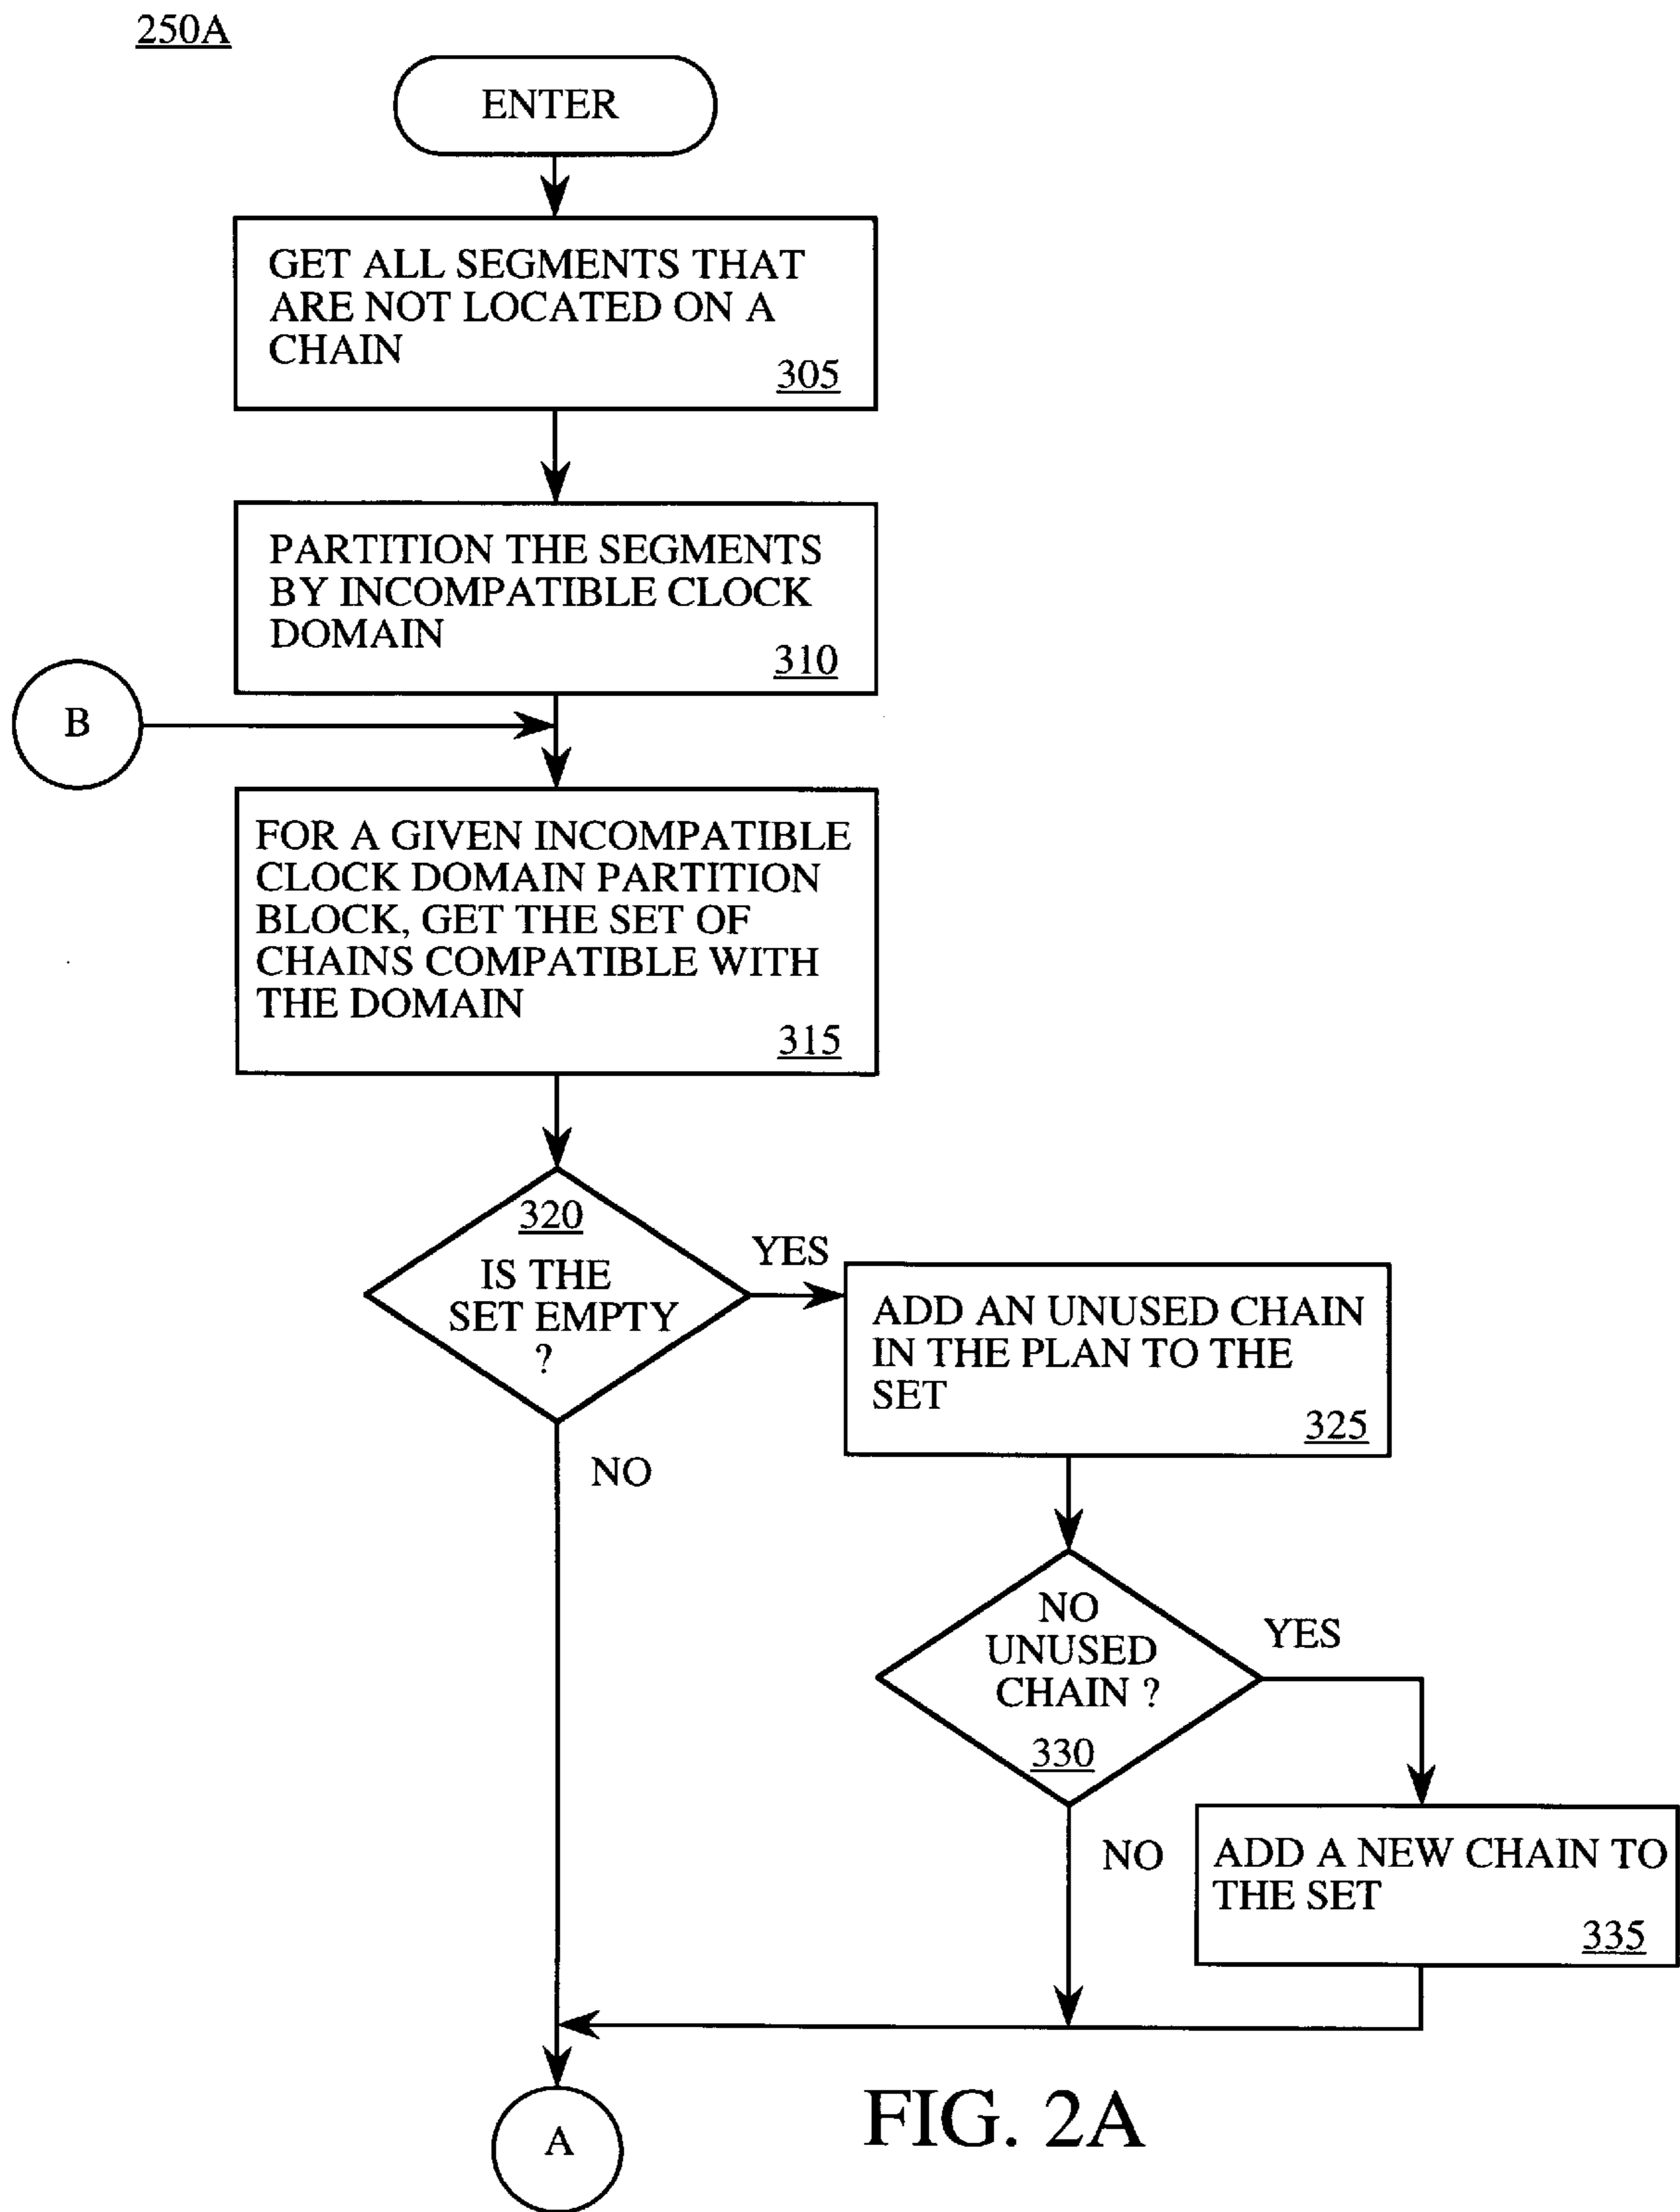 250A
ENTER
GET ALL SEGMENTS THAT
ARE NOT LOCATED ON A
CHAIN
305
PARTITION THE SEGMENTS
BY INCOMPATIBLE CLOCK
DOMAIN
310
B
FOR A GIVEN INCOMPATIBLE
CLOCK DOMAIN PARTITION
BLOCK, GET THE SET OF
CHAINS COMPATIBLE WITH
THE DOMAIN
315
320
IS THE
SET EMPTY
?
YES
NO
ADD AN UNUSED CHAIN
IN THE PLAN TO THE
SET
325
NO
UNUSED
CHAIN ?
330
YES
NO
ADD A NEW CHAIN TO
THE SET
335
A
FIG. 2A